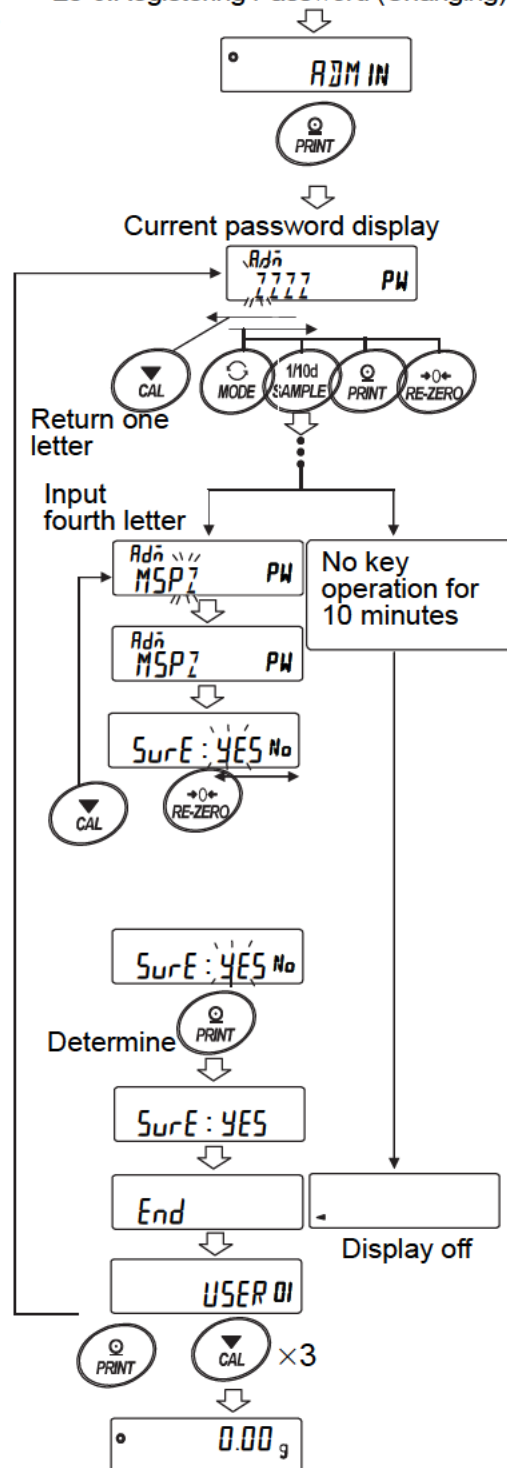 ADMIN
PRINT
Current password display
Adm
ZZZZ PW
CAL
MODE
1/10d
SAMPLE
PRINT
→0←
RE-ZERO
Return one
letter
Input
fourth letter
Adm
MSPZ PW
No key
operation for
10 minutes
Adm
MSPZ PW
SurE : YES No
CAL
→0←
RE-ZERO
SurE : YES No
PRINT
Determine
SurE : YES
End
Display off
USER 01
PRINT
CAL
×3
0.00 g